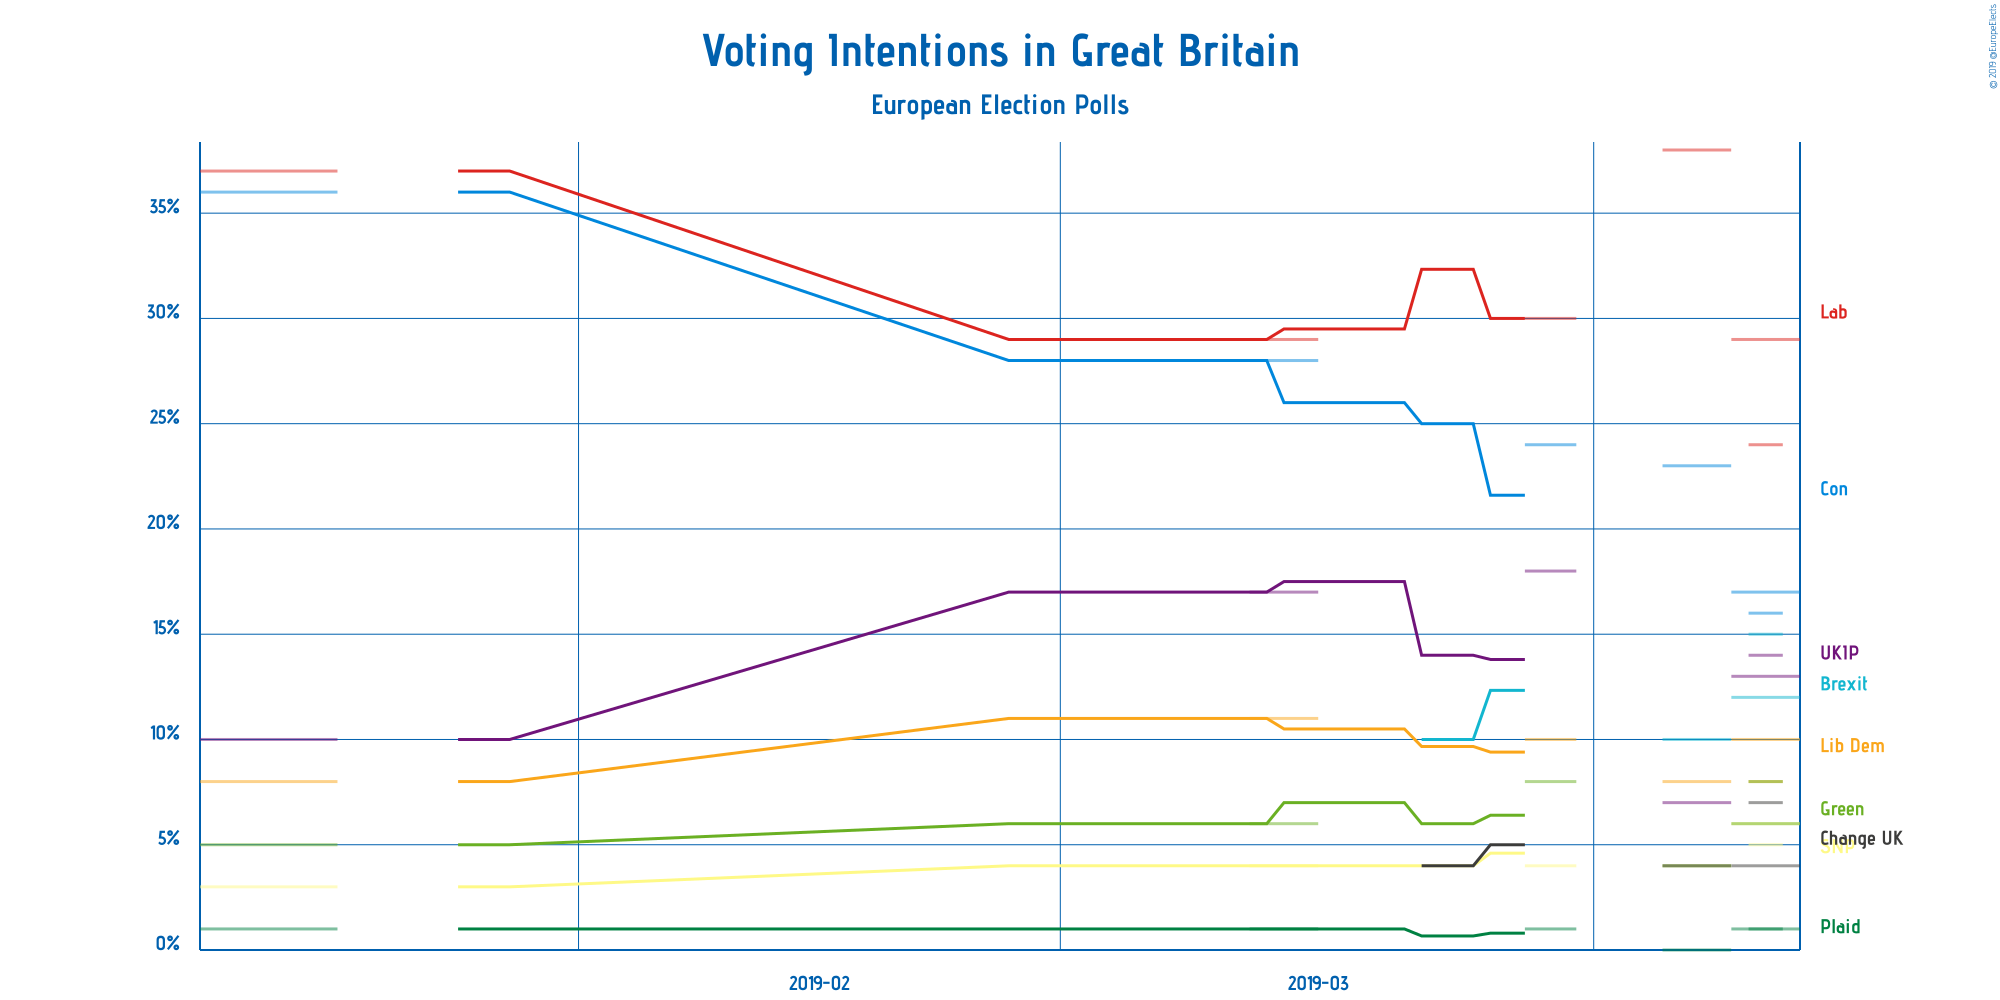 © 2019 @EuropeElects
Voting Intentions in Great Britain
European Election Polls
35%
30%
25%
20%
15%
10%
5%
0%
Lab
Con
UKIP
Brexit
Lib Dem
Green
Change UK
SNP
Plaid
2019-02
2019-03